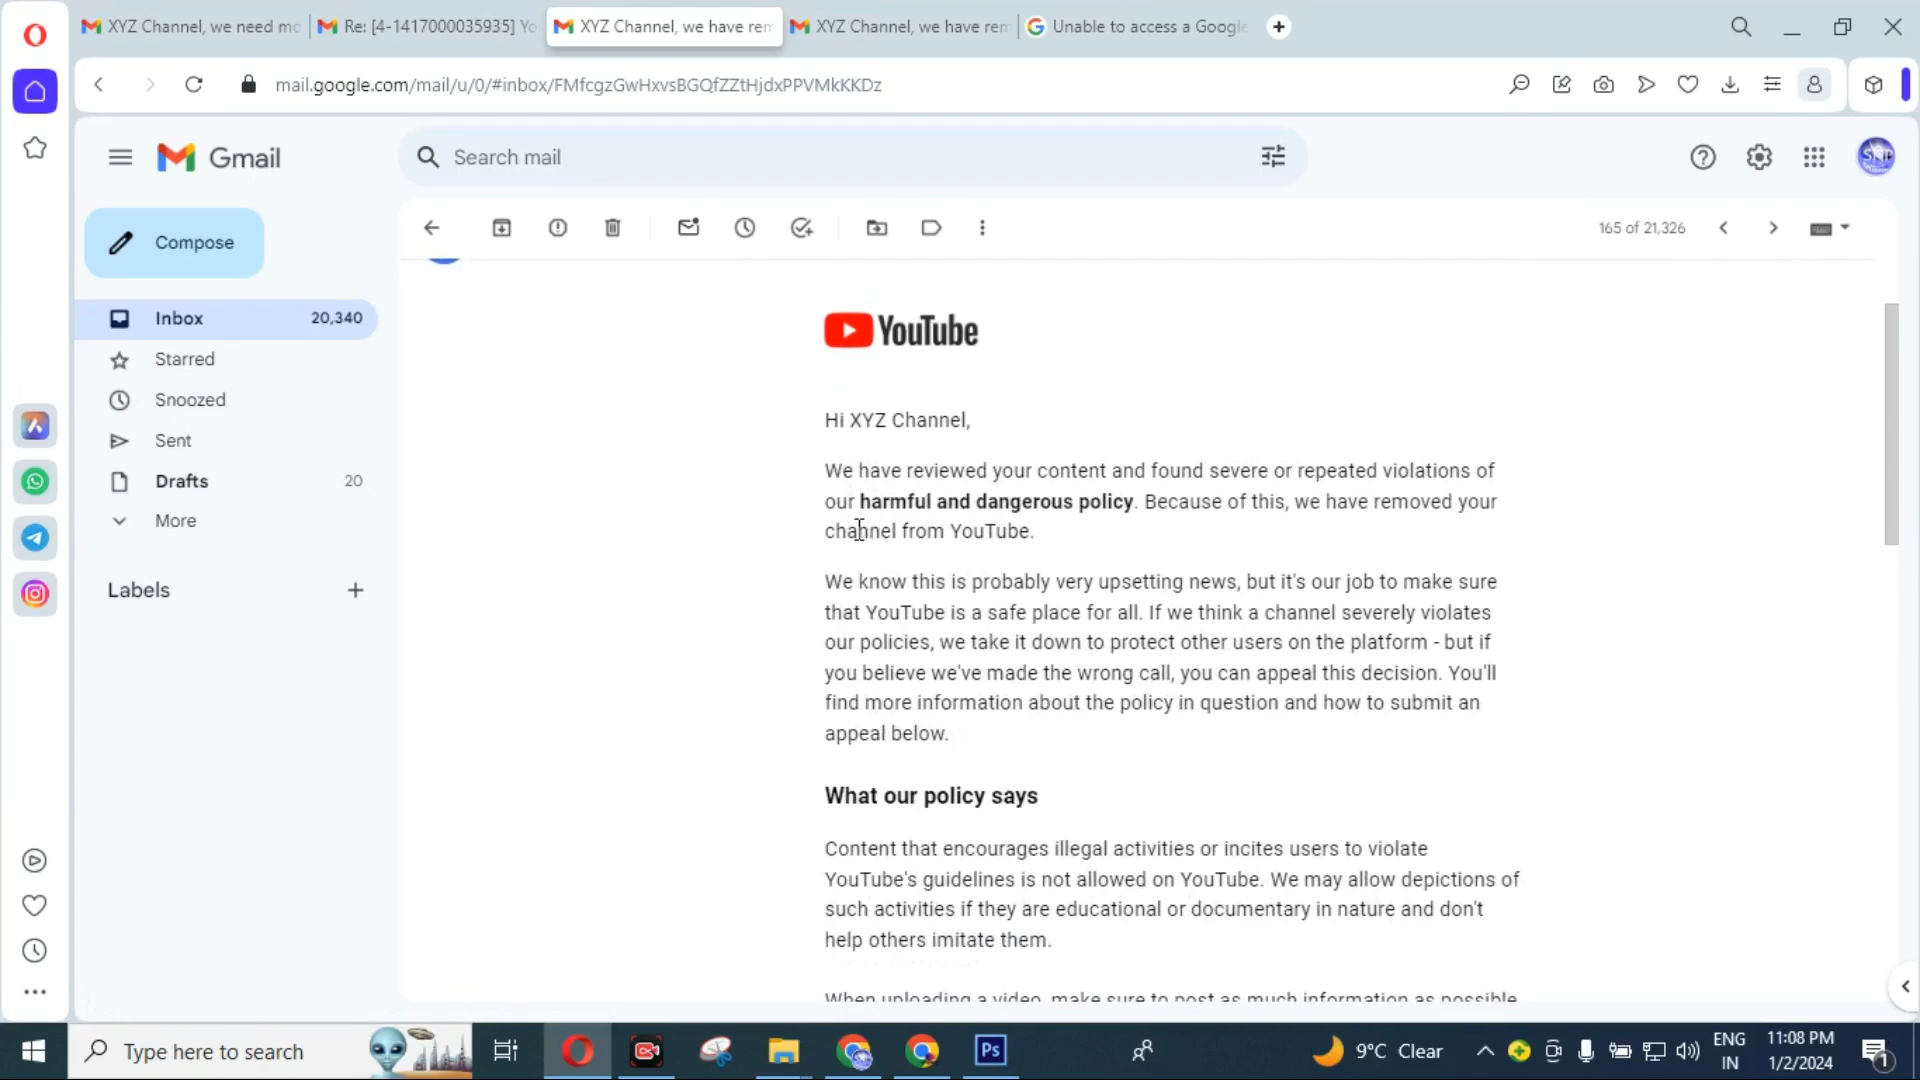 XYZ Channel, we need mo
Re: [4-1417000035935] Yo
XYZ Channel, we have rem
XYZ Channel, we have rem
Unable to access a Google
mail.google.com/mail/u/0/#inbox/FMfcgzGwHxvsBGQfZZtHjdxPPVMkKKDz
Gmail
Search mail
Compose
165 of 21,326
Inbox 20,340
Starred
Snoozed
Sent
Drafts 20
More
Labels
YouTube
Hi XYZ Channel,
We have reviewed your content and found severe or repeated violations of
our harmful and dangerous policy. Because of this, we have removed your
channel from YouTube.
We know this is probably very upsetting news, but it's our job to make sure
that YouTube is a safe place for all. If we think a channel severely violates
our policies, we take it down to protect other users on the platform - but if
you believe we've made the wrong call, you can appeal this decision. You'll
find more information about the policy in question and how to submit an
appeal below.
What our policy says
Content that encourages illegal activities or incites users to violate
YouTube's guidelines is not allowed on YouTube. We may allow depictions of
such activities if they are educational or documentary in nature and don't
help others imitate them.
When uploading a video, make sure to post as much information as possible
Type here to search
Ps
9°C Clear
ENG
IN
11:08 PM
1/2/2024
1